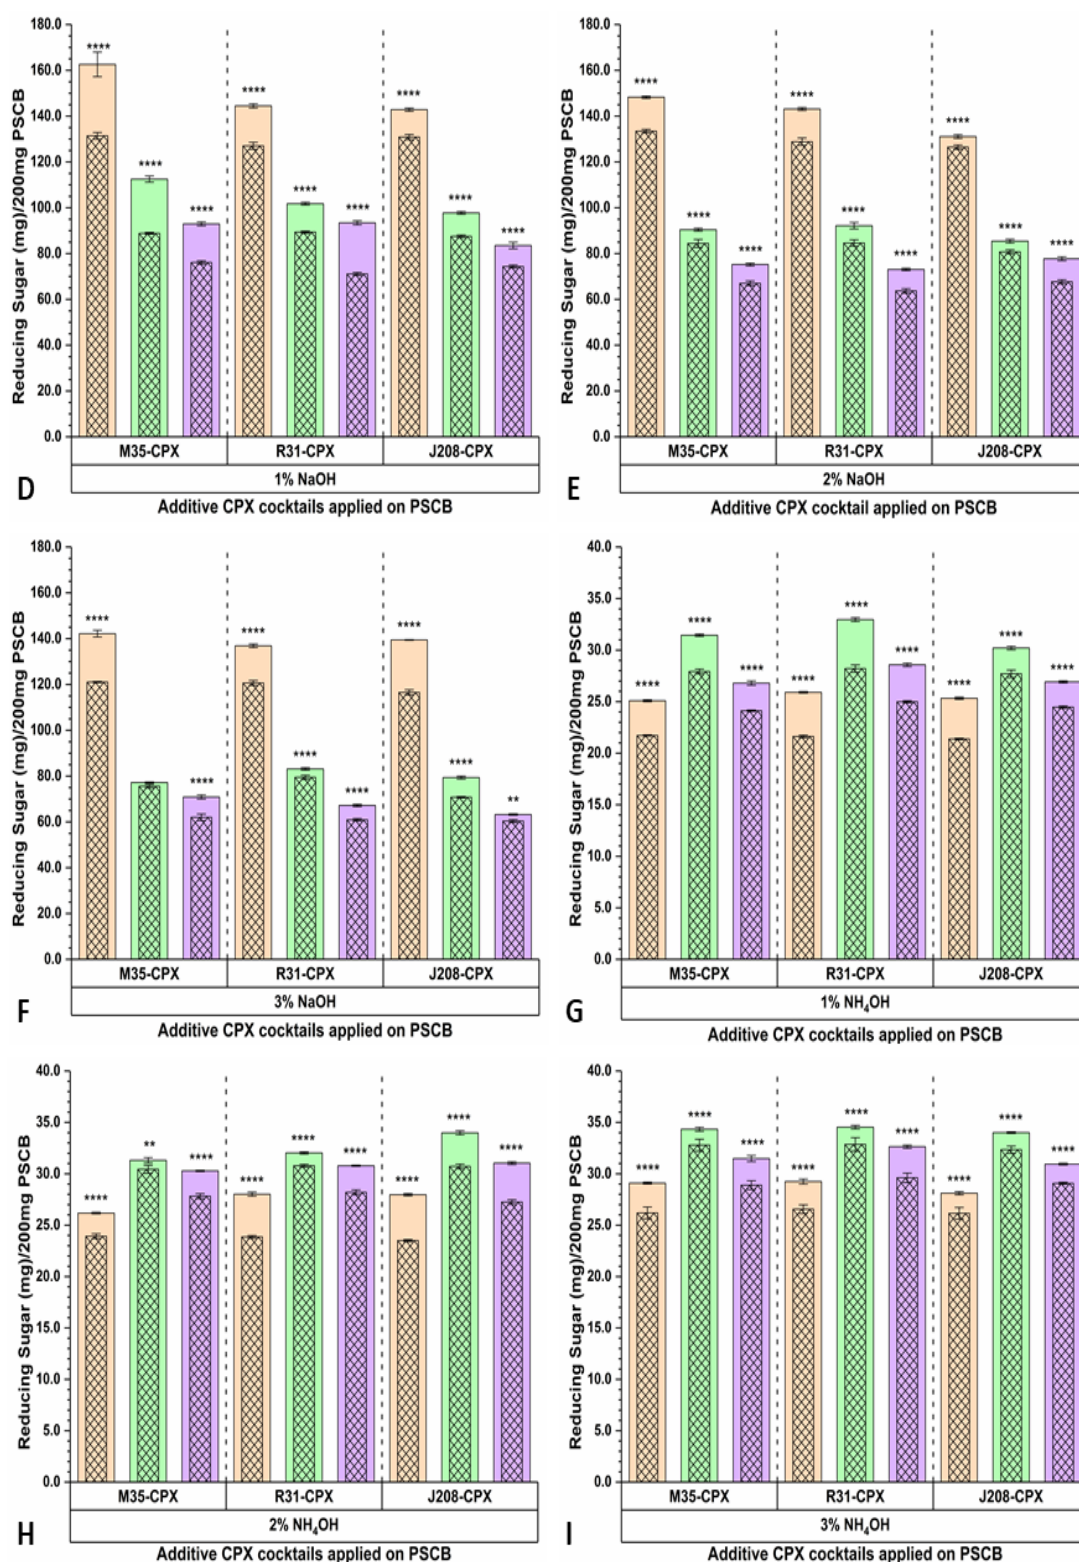 180.0
160.0
140.0
120.0
100.0
80.0
60.0
40.0
20.0
0.0
Reducing Sugar (mg)/200mg PSCB
**** **** ****
**** **** ****
**** **** ****
M35-CPX R31-CPX J208-CPX
1% NaOH
D
Additive CPX cocktails applied on PSCB
180.0
160.0
140.0
120.0
100.0
80.0
60.0
40.0
20.0
0.0
Reducing Sugar (mg)/200mg PSCB
**** **** ****
**** **** ****
**** **** ****
M35-CPX R31-CPX J208-CPX
2% NaOH
E
Additive CPX cocktail applied on PSCB
180.0
160.0
140.0
120.0
100.0
80.0
60.0
40.0
20.0
0.0
Reducing Sugar (mg)/200mg PSCB
**** ****
**** **** ****
**** **** **
M35-CPX R31-CPX J208-CPX
3% NaOH
F
Additive CPX cocktails applied on PSCB
40.0
35.0
30.0
25.0
20.0
15.0
10.0
5.0
0.0
Reducing Sugar (mg)/200mg PSCB
**** **** ****
**** **** ****
**** **** ****
M35-CPX R31-CPX J208-CPX
1% NH₄OH
G
Additive CPX cocktails applied on PSCB
40.0
35.0
30.0
25.0
20.0
15.0
10.0
5.0
0.0
Reducing Sugar (mg)/200mg PSCB
**** ** ****
**** **** ****
**** **** ****
M35-CPX R31-CPX J208-CPX
2% NH₄OH
H
Additive CPX cocktails applied on PSCB
40.0
35.0
30.0
25.0
20.0
15.0
10.0
5.0
0.0
Reducing Sugar (mg)/200mg PSCB
**** **** ****
**** **** ****
**** **** ****
M35-CPX R31-CPX J208-CPX
3% NH₄OH
I
Additive CPX cocktails applied on PSCB